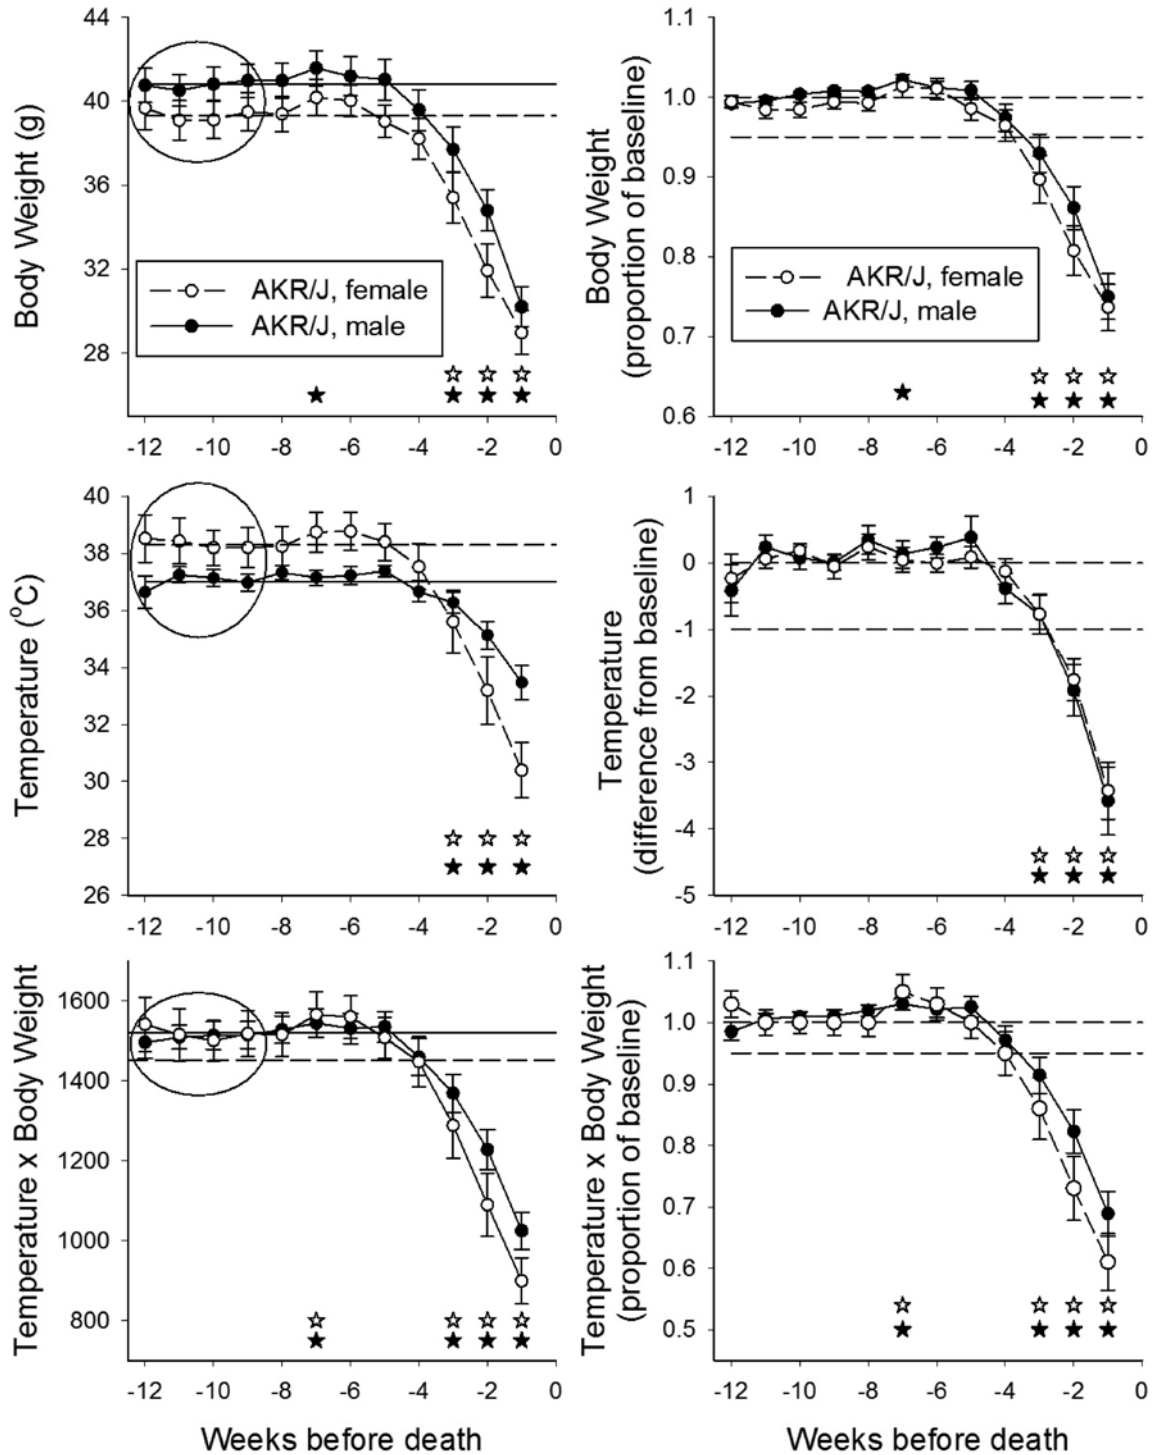 Body Weight (g)
44
40
36
32
28
AKR/J, female
AKR/J, male
-12 -10 -8 -6 -4 -2 0
Body Weight
(proportion of baseline)
1.1
1.0
0.9
0.8
0.7
0.6
AKR/J, female
AKR/J, male
-12 -10 -8 -6 -4 -2 0
Temperature (°C)
40
38
36
34
32
30
28
26
-12 -10 -8 -6 -4 -2 0
Temperature
(difference from baseline)
1
0
-1
-2
-3
-4
-5
-12 -10 -8 -6 -4 -2 0
Temperature x Body Weight
1600
1400
1200
1000
800
-12 -10 -8 -6 -4 -2 0
Weeks before death
Temperature x Body Weight
(proportion of baseline)
1.1
1.0
0.9
0.8
0.7
0.6
0.5
-12 -10 -8 -6 -4 -2 0
Weeks before death